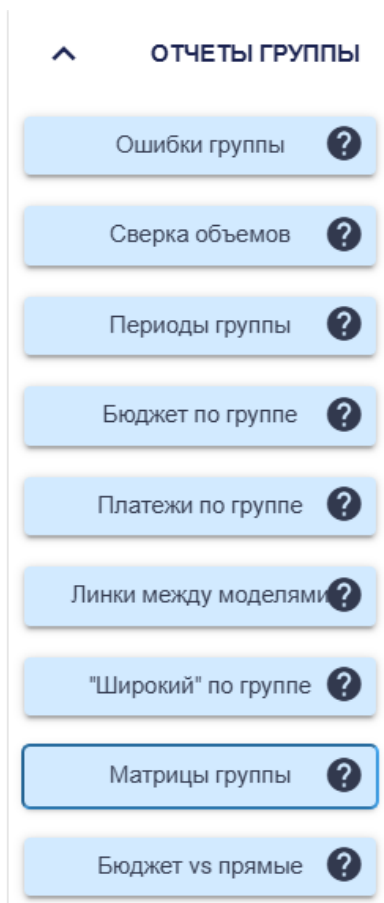 ОТЧЕТЫ ГРУППЫ
Ошибки группы
Сверка объемов
Периоды группы
Бюджет по группе
Платежи по группе
Линки между моделями
"Широкий" по группе
Матрицы группы
Бюджет vs прямые